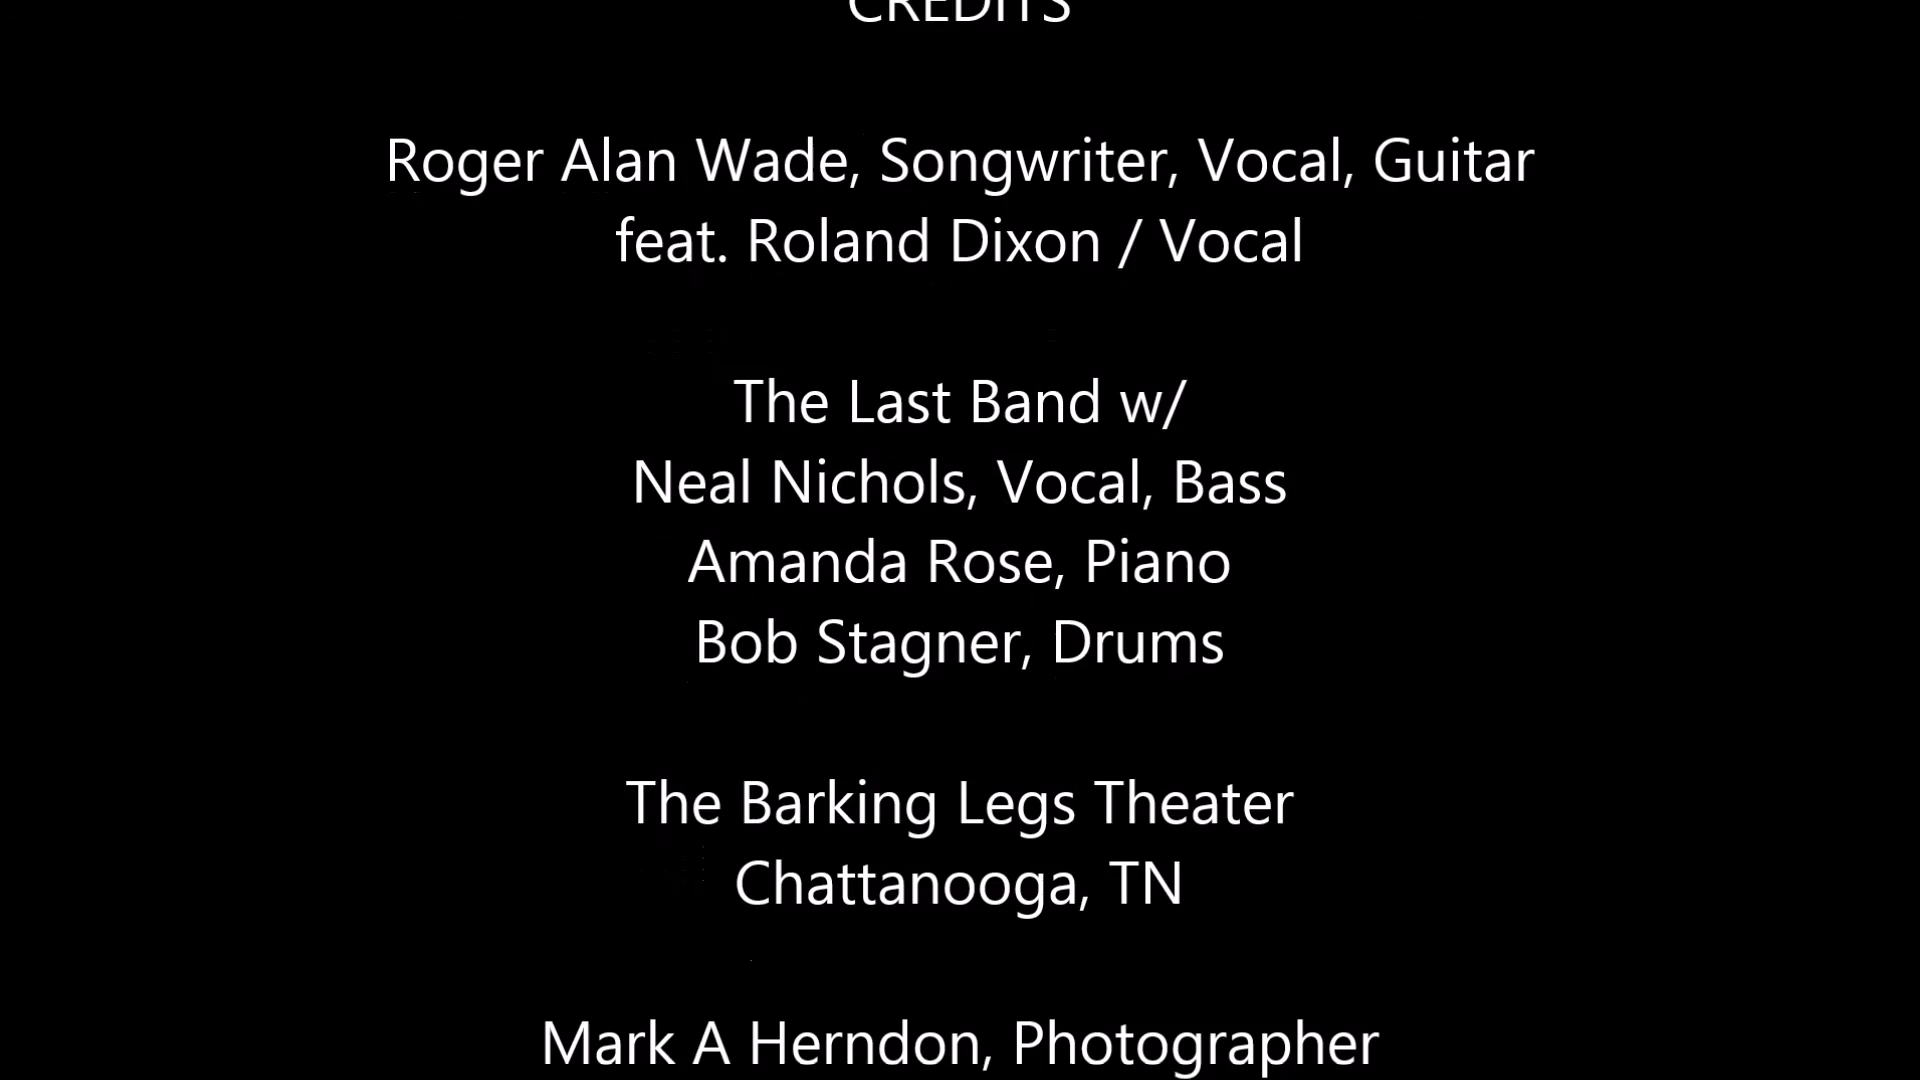 CREDITS
Roger Alan Wade, Songwriter, Vocal, Guitar
feat. Roland Dixon / Vocal
The Last Band w/
Neal Nichols, Vocal, Bass
Amanda Rose, Piano
Bob Stagner, Drums
The Barking Legs Theater
Chattanooga, TN
Mark A Herndon, Photographer